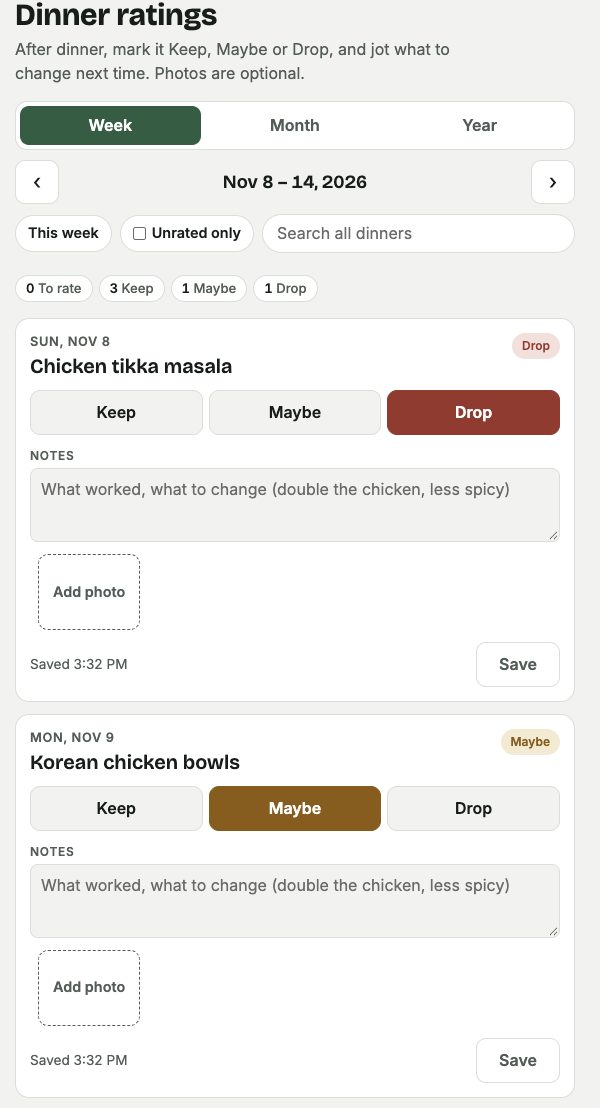 Dinner ratings
After dinner, mark it Keep, Maybe or Drop, and jot what to
change next time. Photos are optional.
Week Month Year
‹ Nov 8 – 14, 2026 ›
This week Unrated only Search all dinners
0 To rate 3 Keep 1 Maybe 1 Drop
SUN, NOV 8 Drop
Chicken tikka masala
Keep Maybe Drop
NOTES
What worked, what to change (double the chicken, less spicy)
Add photo
Saved 3:32 PM Save
MON, NOV 9 Maybe
Korean chicken bowls
Keep Maybe Drop
NOTES
What worked, what to change (double the chicken, less spicy)
Add photo
Saved 3:32 PM Save